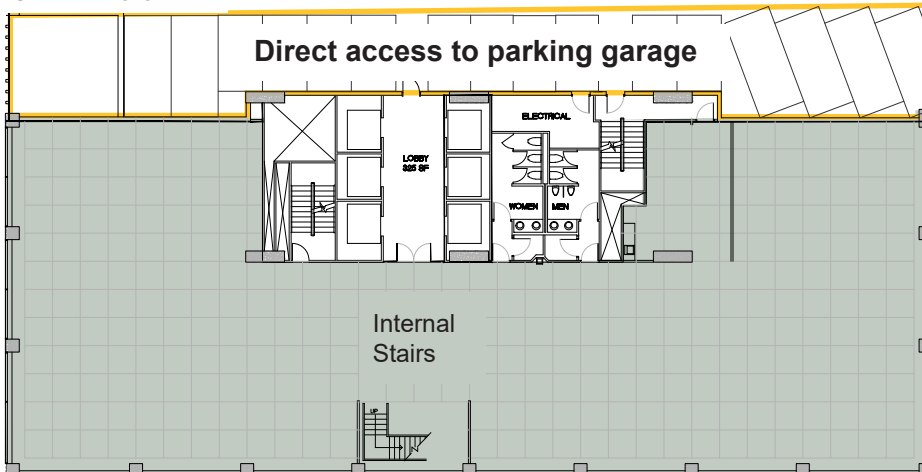 Direct access to parking garage
ELECTRICAL
LOBBY
325 SF
WOMEN
MEN
Internal
Stairs
UP